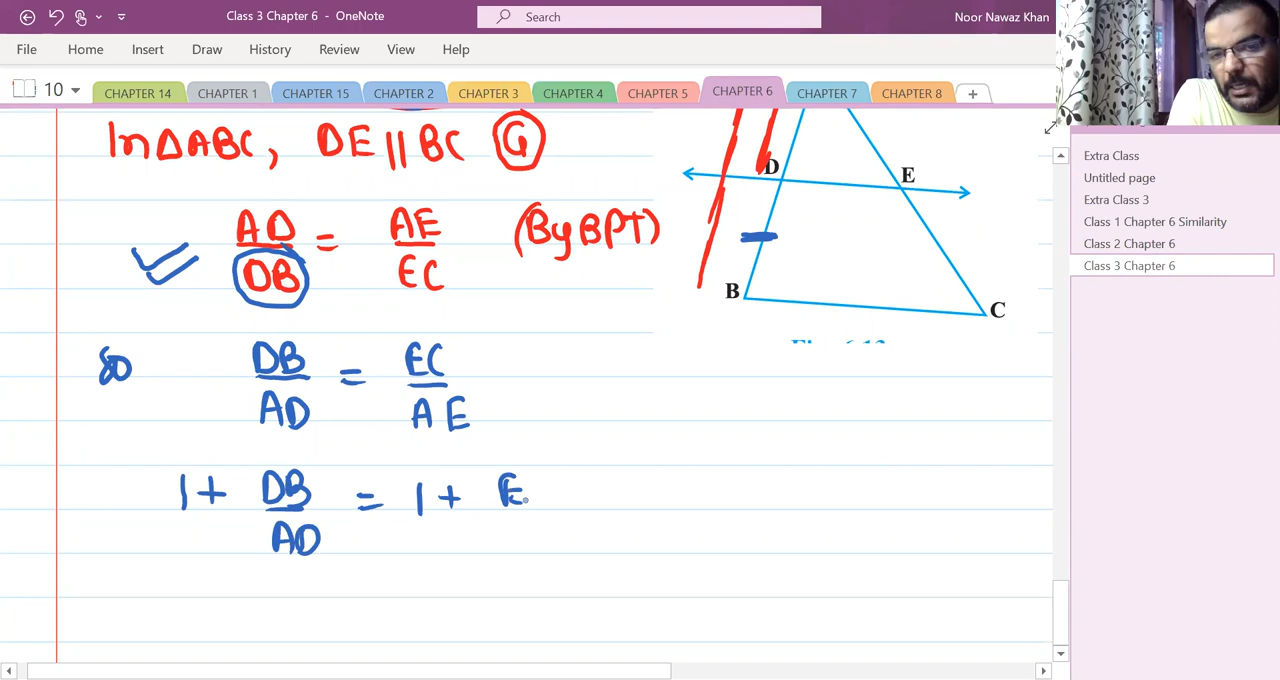 Class 3 Chapter 6 - OneNote
Search
Noor Nawaz Khan
File Home Insert Draw History Review View Help
10 CHAPTER 14 CHAPTER 1 CHAPTER 15 CHAPTER 2 CHAPTER 3 CHAPTER 4 CHAPTER 5 CHAPTER 6 CHAPTER 7 CHAPTER 8 +
In ΔABC, DE || BC G
AD/DB = AE/EC (By BPT)
so DB/AD = EC/AE
1 + DB/AD = 1 + E
D
E
B
C
Extra Class
Untitled page
Extra Class 3
Class 1 Chapter 6 Similarity
Class 2 Chapter 6
Class 3 Chapter 6